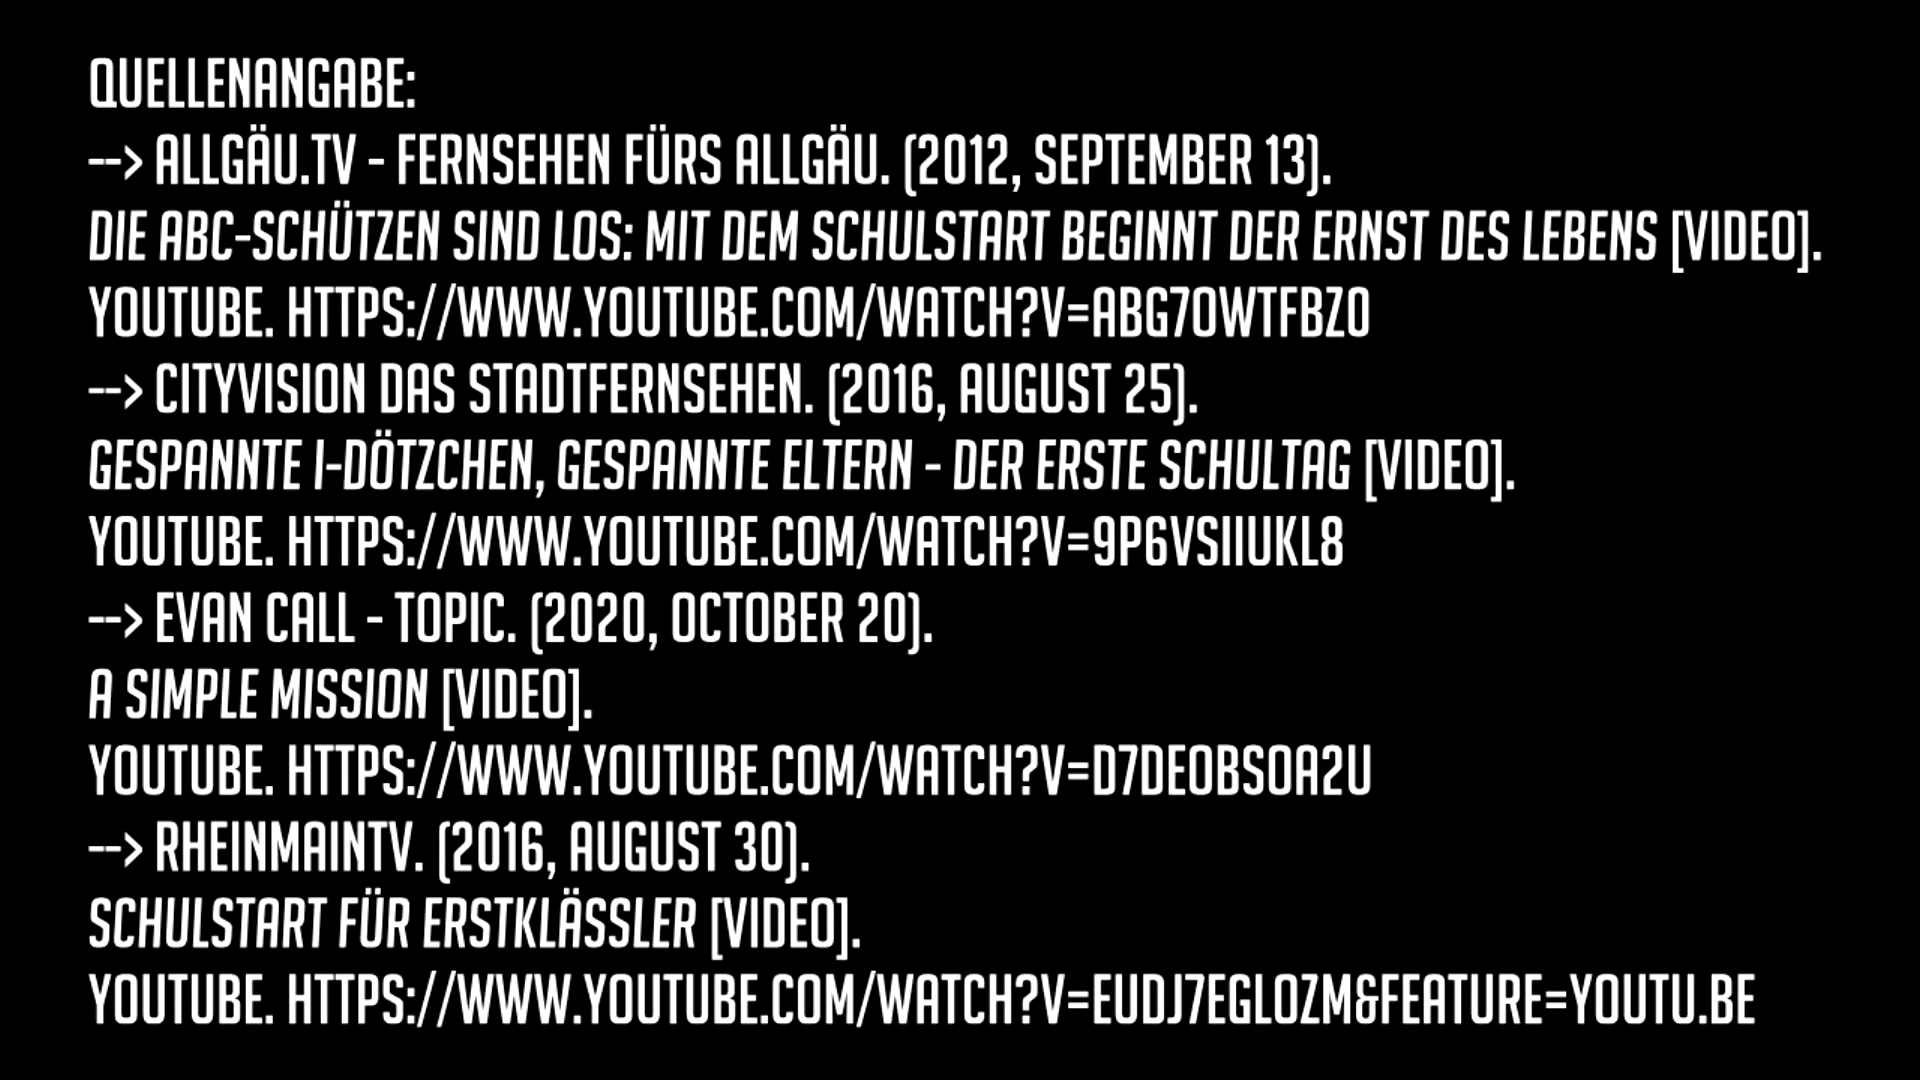 QUELLENANGABE:
--> ALLGÄU.TV - FERNSEHEN FÜRS ALLGÄU. (2012, SEPTEMBER 13).
DIE ABC-SCHÜTZEN SIND LOS: MIT DEM SCHULSTART BEGINNT DER ERNST DES LEBENS [VIDEO].
YOUTUBE. HTTPS://WWW.YOUTUBE.COM/WATCH?V=ABG7OWTFBZ0
--> CITYVISION DAS STADTFERNSEHEN. (2016, AUGUST 25).
GESPANNTE I-DÖTZCHEN, GESPANNTE ELTERN - DER ERSTE SCHULTAG [VIDEO].
YOUTUBE. HTTPS://WWW.YOUTUBE.COM/WATCH?V=9P6VSIIUKL8
--> EVAN CALL - TOPIC. (2020, OCTOBER 20).
A SIMPLE MISSION [VIDEO].
YOUTUBE. HTTPS://WWW.YOUTUBE.COM/WATCH?V=D7DEOBSOA2U
--> RHEINMAINTV. (2016, AUGUST 30).
SCHULSTART FÜR ERSTKLÄSSLER [VIDEO].
YOUTUBE. HTTPS://WWW.YOUTUBE.COM/WATCH?V=EUDJ7EGLOZM&FEATURE=YOUTU.BE